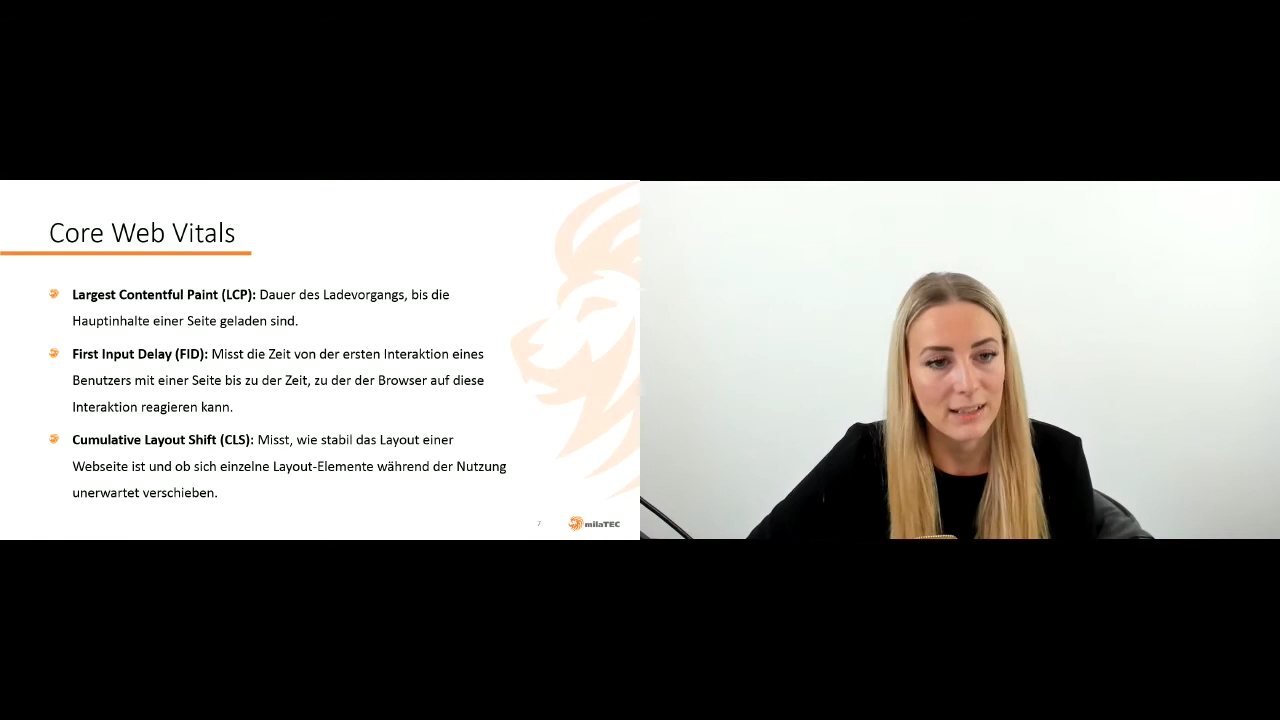 Core Web Vitals
Largest Contentful Paint (LCP): Dauer des Ladevorgangs, bis die
Hauptinhalte einer Seite geladen sind.
First Input Delay (FID): Misst die Zeit von der ersten Interaktion eines
Benutzers mit einer Seite bis zu der Zeit, zu der der Browser auf diese
Interaktion reagieren kann.
Cumulative Layout Shift (CLS): Misst, wie stabil das Layout einer
Webseite ist und ob sich einzelne Layout-Elemente während der Nutzung
unerwartet verschieben.
7
milaTEC